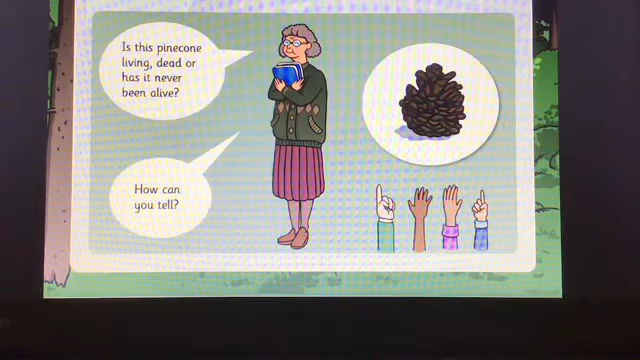 Is this pinecone
living, dead or
has it never
been alive?
How can
you tell?